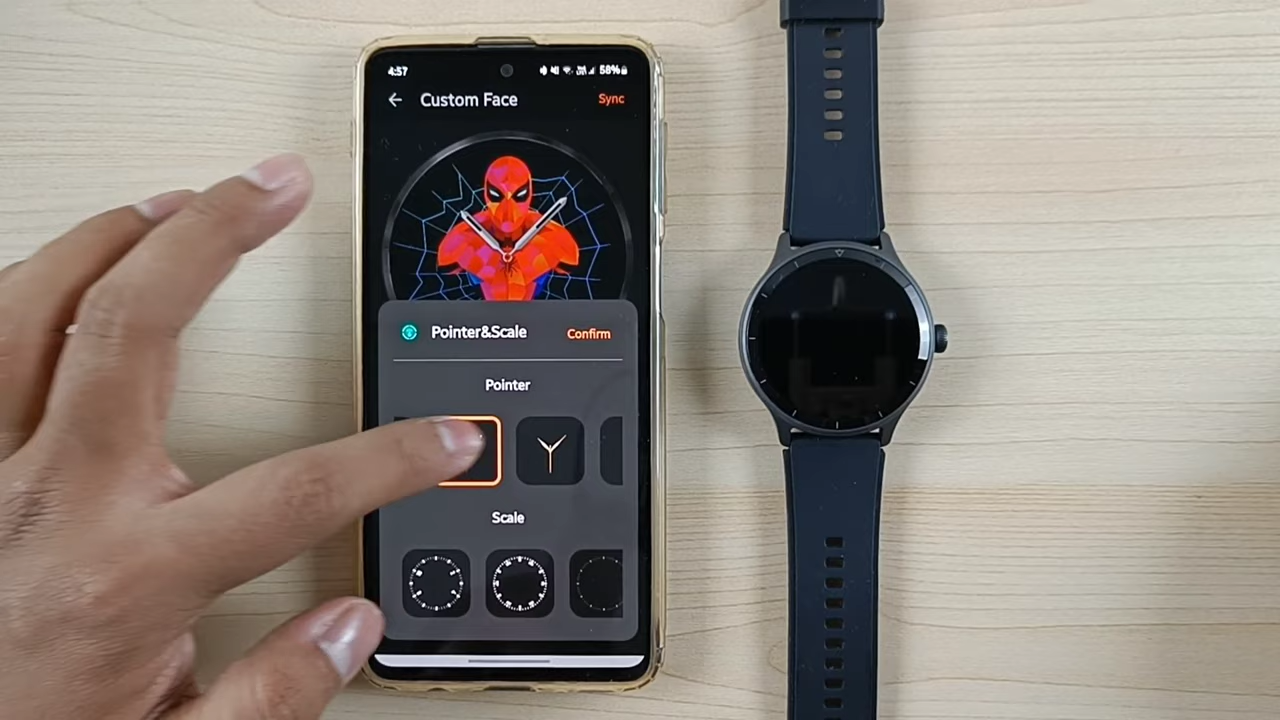 4:57
58%
Custom Face
Sync
Pointer&Scale
Confirm
Pointer
Scale